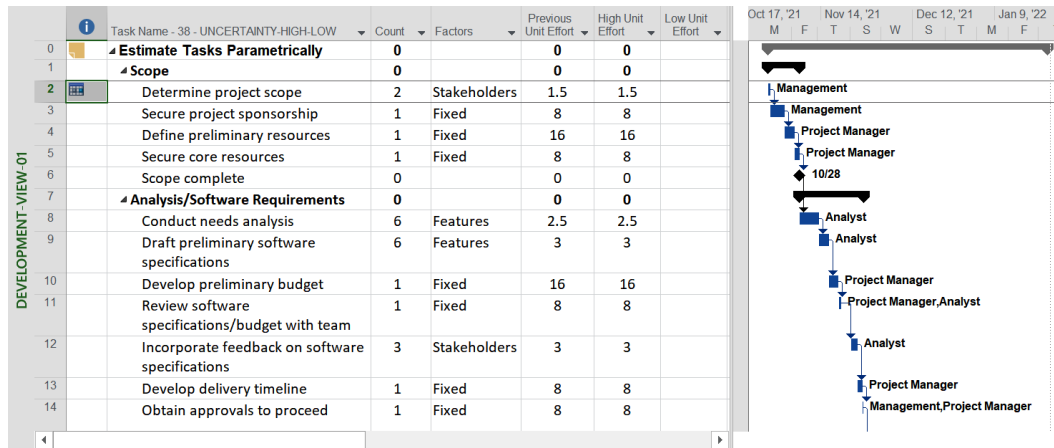 Oct 17, '21 Nov 14, '21 Dec 12, '21 Jan 9, '22
M F T S W S T M F
Task Name - 38 - UNCERTAINTY-HIGH-LOW Count Factors Previous Unit Effort High Unit Effort Low Unit Effort
0 Estimate Tasks Parametrically 0 0 0
1 Scope 0 0 0
2 Determine project scope 2 Stakeholders 1.5 1.5 Management
3 Secure project sponsorship 1 Fixed 8 8 Management
4 Define preliminary resources 1 Fixed 16 16 Project Manager
5 Secure core resources 1 Fixed 8 8 Project Manager
6 Scope complete 0 0 0 10/28
7 Analysis/Software Requirements 0 0 0
8 Conduct needs analysis 6 Features 2.5 2.5 Analyst
9 Draft preliminary software 6 Features 3 3 Analyst
specifications
10 Develop preliminary budget 1 Fixed 16 16 Project Manager
11 Review software 1 Fixed 8 8 Project Manager,Analyst
specifications/budget with team
12 Incorporate feedback on software 3 Stakeholders 3 3 Analyst
specifications
13 Develop delivery timeline 1 Fixed 8 8 Project Manager
14 Obtain approvals to proceed 1 Fixed 8 8 Management,Project Manager
DEVELOPMENT-VIEW-01